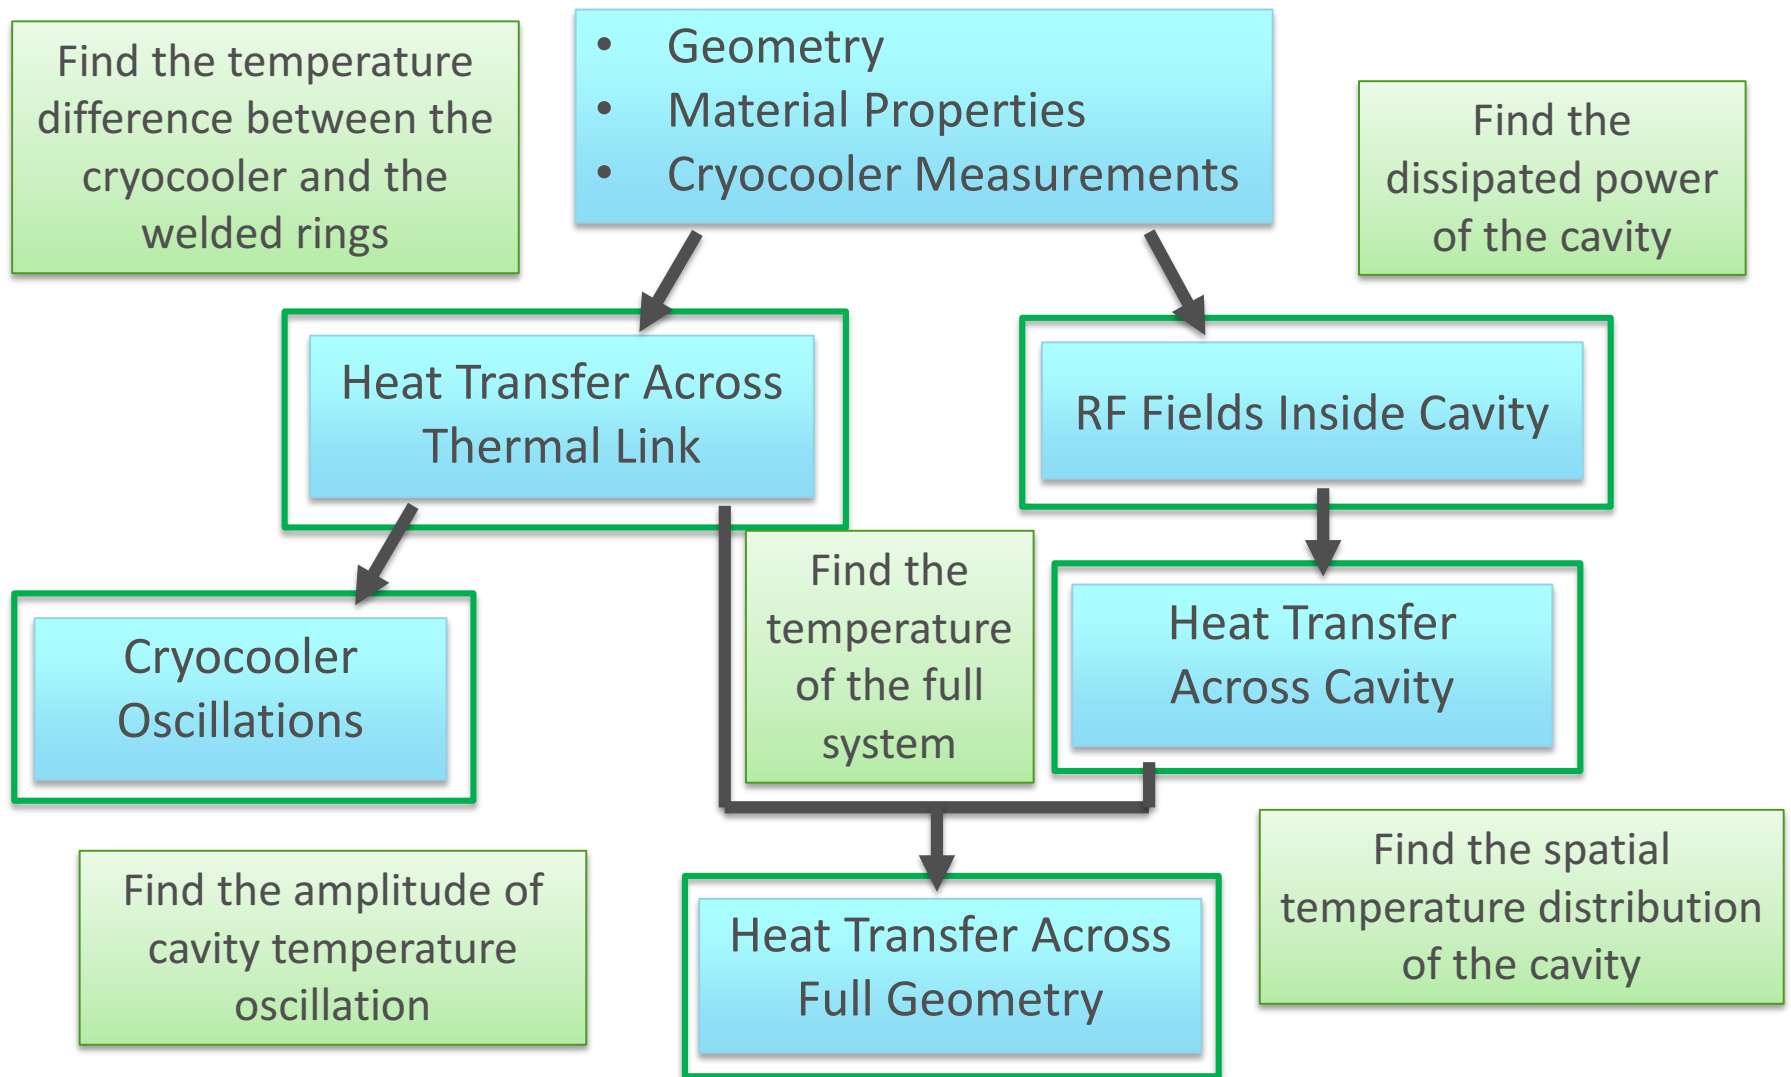 Find the temperature
difference between the
cryocooler and the
welded rings
• Geometry
• Material Properties
• Cryocooler Measurements
Find the
dissipated power
of the cavity
Heat Transfer Across
Thermal Link
RF Fields Inside Cavity
Cryocooler
Oscillations
Find the
temperature
of the full
system
Heat Transfer
Across Cavity
Find the amplitude of
cavity temperature
oscillation
Heat Transfer Across
Full Geometry
Find the spatial
temperature distribution
of the cavity